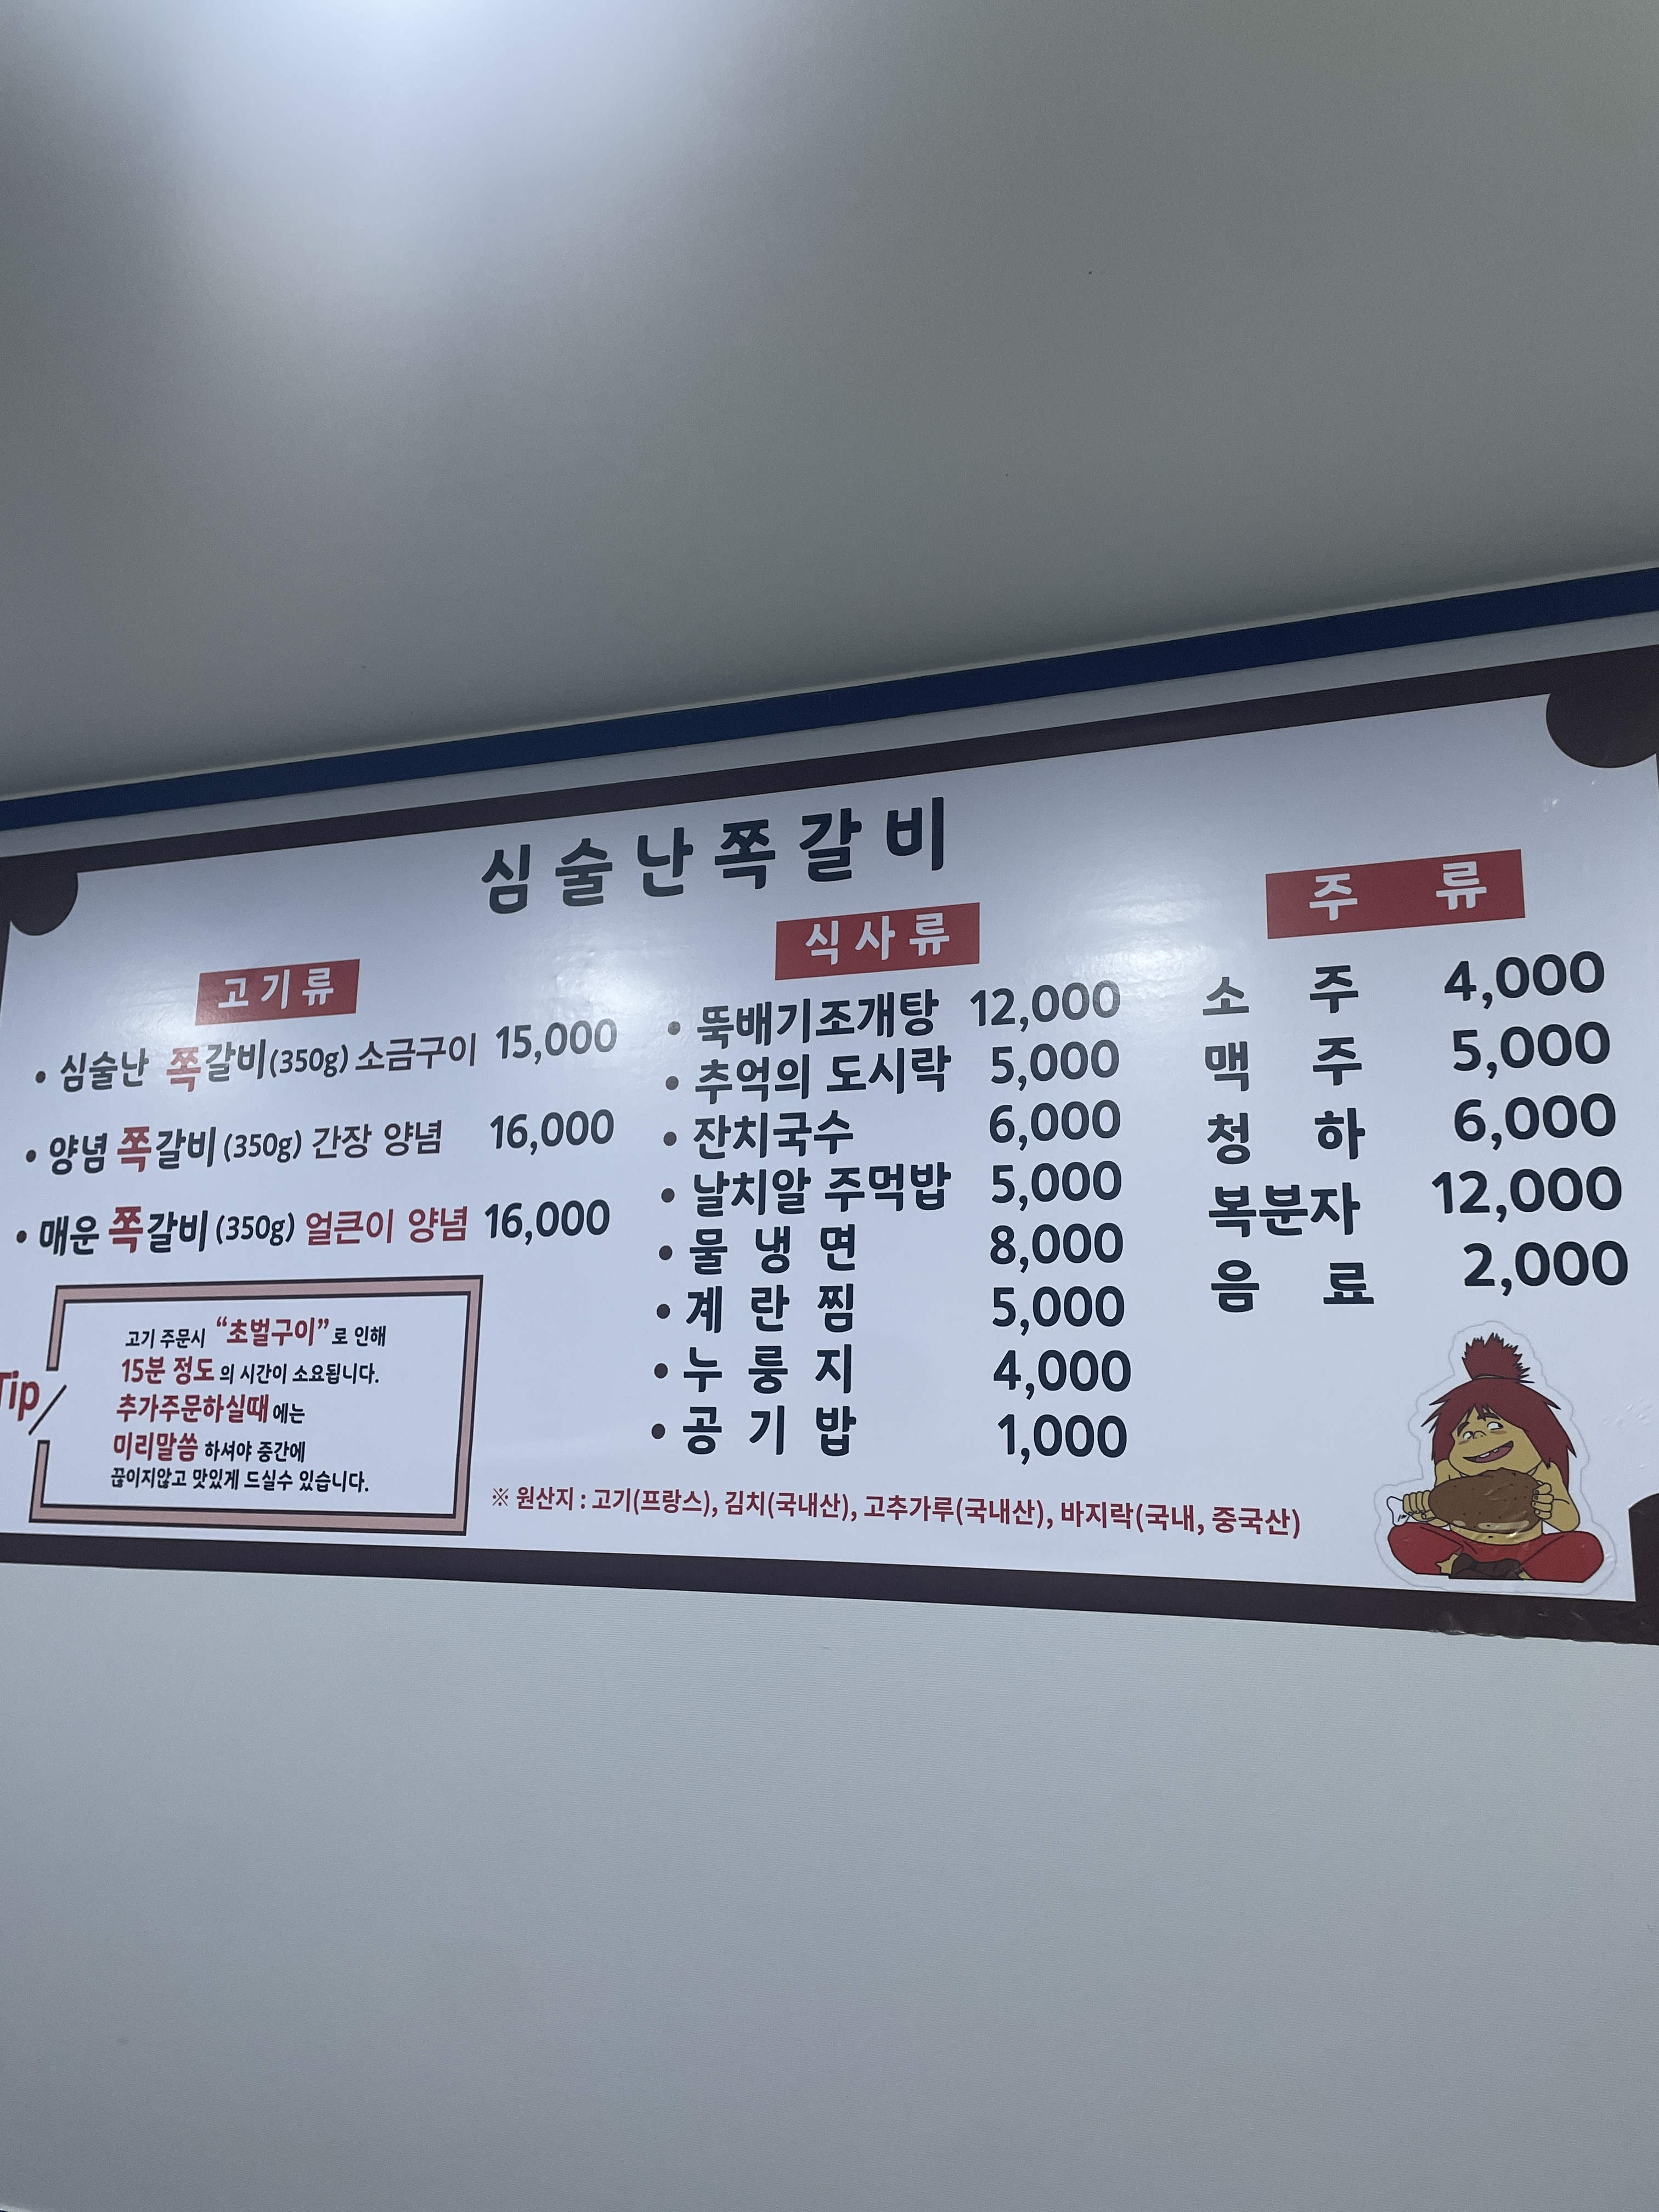 심술난쪽갈비
고기류
• 심술난 쪽갈비(350g) 소금구이 15,000
• 양념 쪽갈비(350g) 간장 양념 16,000
• 매운 쪽갈비(350g) 얼큰이 양념 16,000
Tip
고기 주문시 “초벌구이”로 인해
15분 정도의 시간이 소요됩니다.
추가주문하실때에는
미리말씀 하셔야 중간에
끊이지않고 맛있게 드실수 있습니다.
식사류
• 뚝배기조개탕 12,000
• 추억의 도시락 5,000
• 잔치국수 6,000
• 날치알 주먹밥 5,000
• 물 냉 면 8,000
• 계 란 찜 5,000
• 누 룽 지 4,000
• 공 기 밥 1,000
주 류
소 주 4,000
맥 주 5,000
청 하 6,000
복분자 12,000
음 료 2,000
※ 원산지 : 고기(프랑스), 김치(국내산), 고추가루(국내산), 바지락(국내, 중국산)